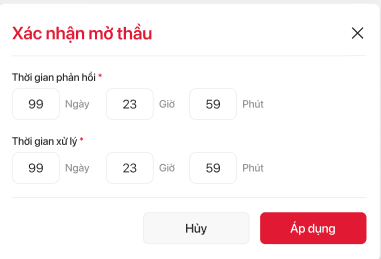 Xác nhận mở thầu
Thời gian phản hồi *
99 Ngày 23 Giờ 59 Phút
Thời gian xử lý *
99 Ngày 23 Giờ 59 Phút
Hủy Áp dụng